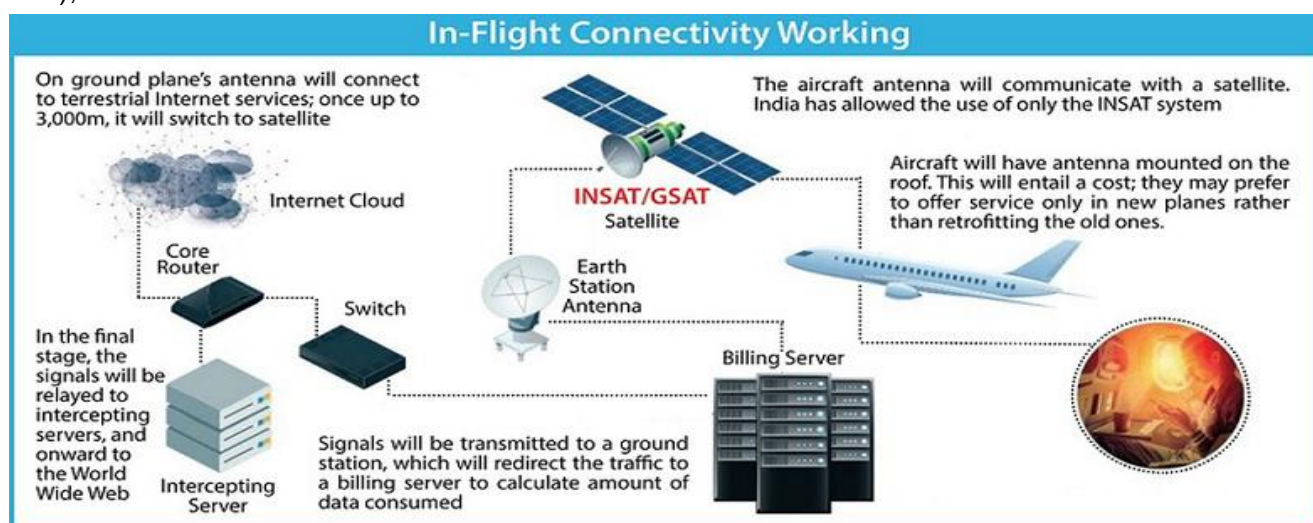 In-Flight Connectivity Working
On ground plane's antenna will connect
to terrestrial Internet services; once up to
3,000m, it will switch to satellite
The aircraft antenna will communicate with a satellite.
India has allowed the use of only the INSAT system
Aircraft will have antenna mounted on the
roof. This will entail a cost; they may prefer
to offer service only in new planes rather
than retrofitting the old ones.
Internet Cloud
INSAT/GSAT
Satellite
Core
Router
Earth
Station
Antenna
Switch
In the final
stage, the
signals will be
relayed to
intercepting
servers, and
onward to
the World
Wide Web
Billing Server
Intercepting
Server
Signals will be transmitted to a ground
station, which will redirect the traffic to
a billing server to calculate amount of
data consumed